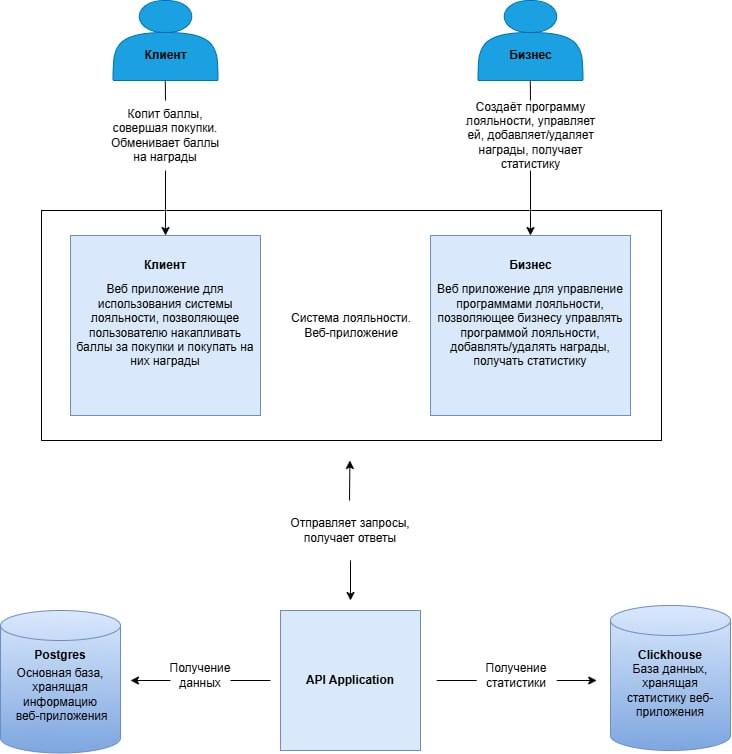 Клиент
Бизнес
Копит баллы,
совершая покупки.
Обменивает баллы
на награды
Создаёт программу
лояльности, управляет
ей, добавляет/удаляет
награды, получает
статистику
Клиент
Веб приложение для
использования системы
лояльности, позволяющее
пользователю накапливать
баллы за покупки и покупать на
них награды
Система лояльности.
Веб-приложение
Бизнес
Веб приложение для управление
программами лояльности,
позволяющее бизнесу управлять
программой лояльности,
добавлять/удалять награды,
получать статистику
Отправляет запросы,
получает ответы
Postgres
Основная база,
хранящая
информацию
веб-приложения
Получение
данных
API Application
Получение
статистики
Clickhouse
База данных,
хранящая
статистику веб-
приложения